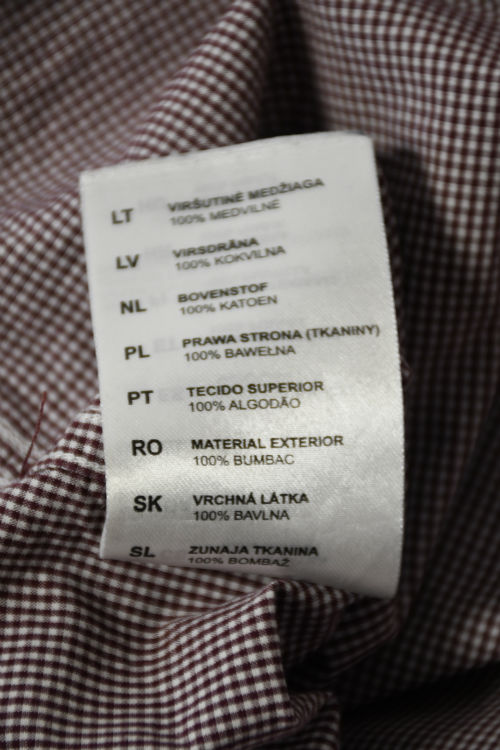 LT VIRŠUTINĖ MEDŽIAGA
100% MEDVILNĖ
LV VIRSDRĀNA
100% KOKVILNA
NL BOVENSTOF
100% KATOEN
PL PRAWA STRONA (TKANINY)
100% BAWEŁNA
PT TECIDO SUPERIOR
100% ALGODÃO
RO MATERIAL EXTERIOR
100% BUMBAC
SK VRCHNÁ LÁTKA
100% BAVLNA
SL ZUNAJA TKANINA
100% BOMBAŽ